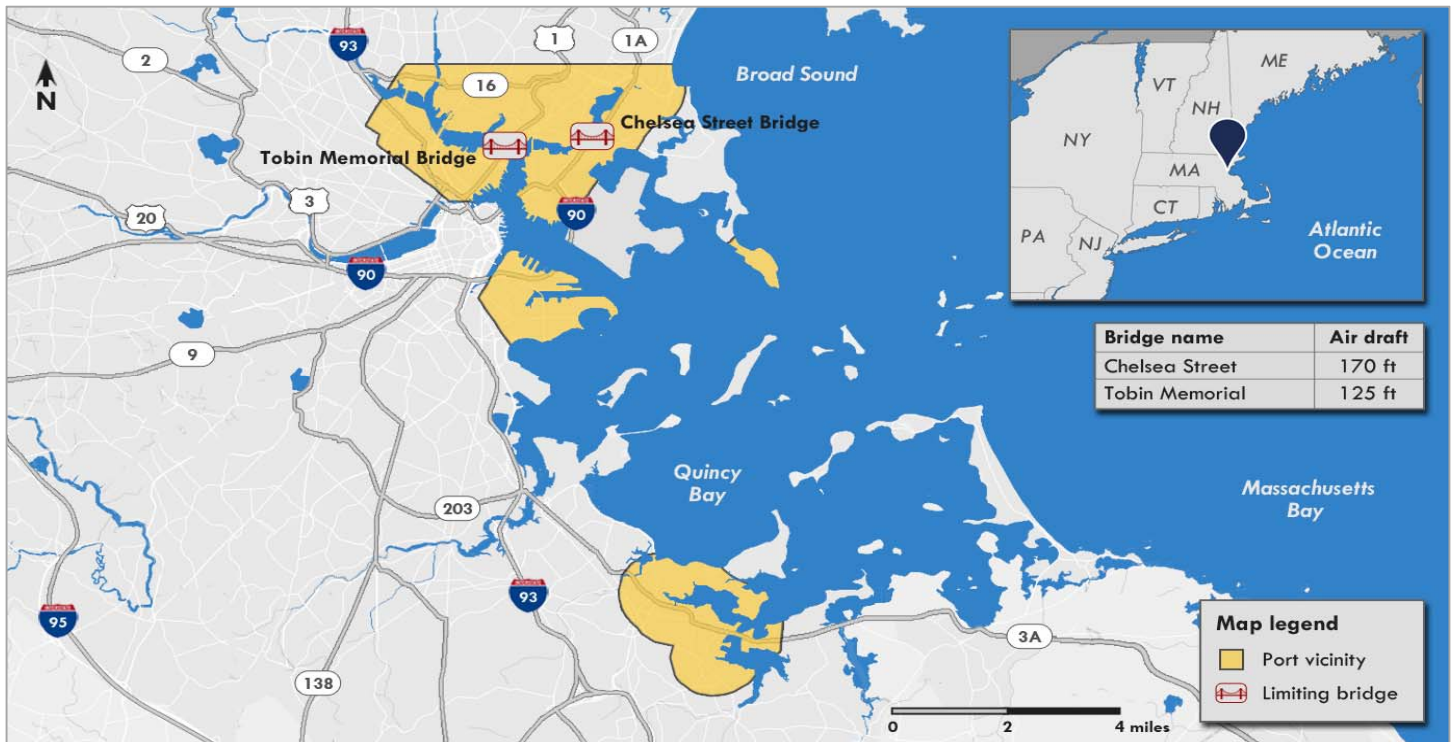 93
2
1
1A
N
16
Broad Sound
Chelsea Street Bridge
Tobin Memorial Bridge
3
20
90
90
9
Quincy
Bay
Massachusetts
Bay
203
93
95
3A
138
0 2 4 miles
ME
VT
NH
NY
MA
CT
PA
NJ
Atlantic
Ocean
Bridge name Air draft
Chelsea Street 170 ft
Tobin Memorial 125 ft
Map legend
Port vicinity
Limiting bridge